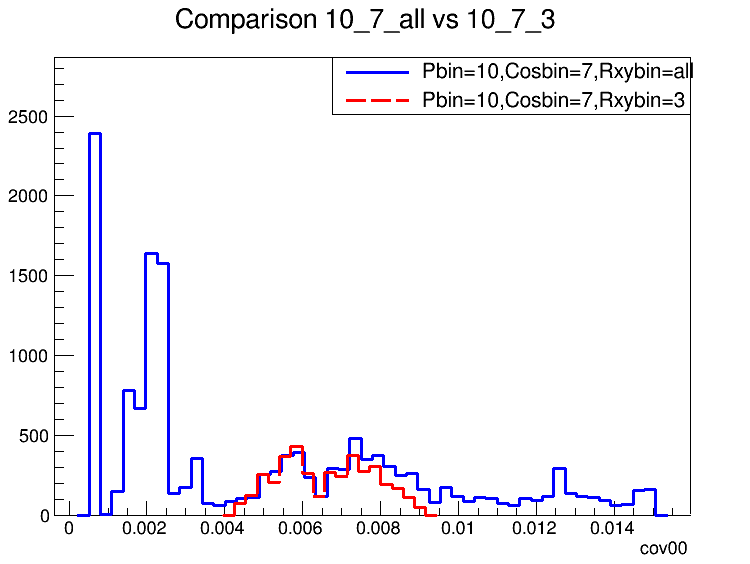 Comparison 10_7_all vs 10_7_3
Pbin=10,Cosbin=7,Rxybin=all
Pbin=10,Cosbin=7,Rxybin=3
2500
2000
1500
1000
500
0
0 0.002 0.004 0.006 0.008 0.01 0.012 0.014
cov00